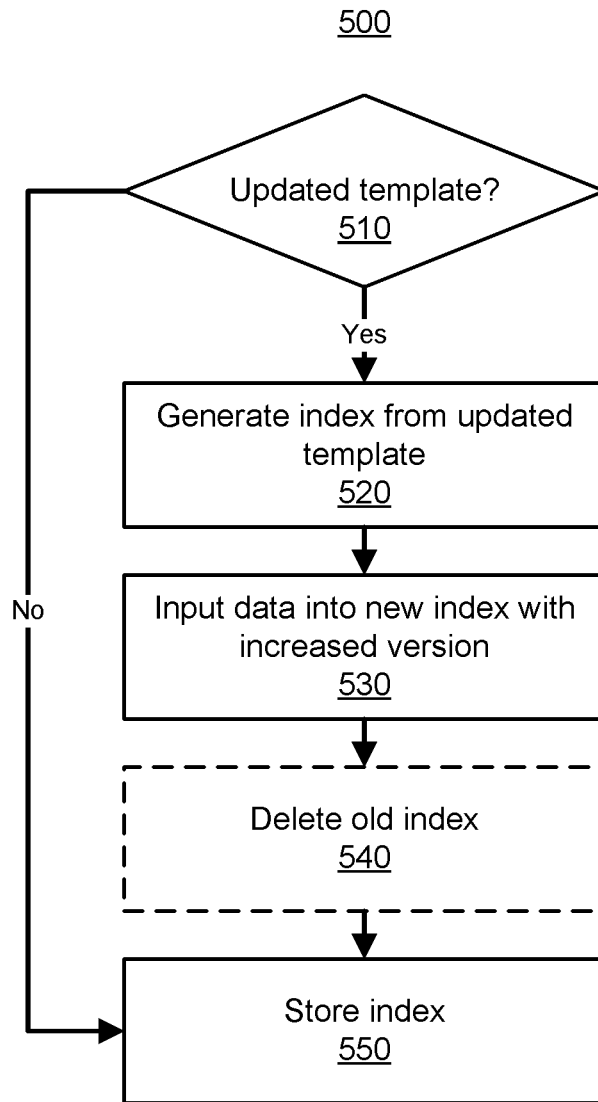 500
Updated template?
510
Yes
Generate index from updated
template
520
No
Input data into new index with
increased version
530
Delete old index
540
Store index
550